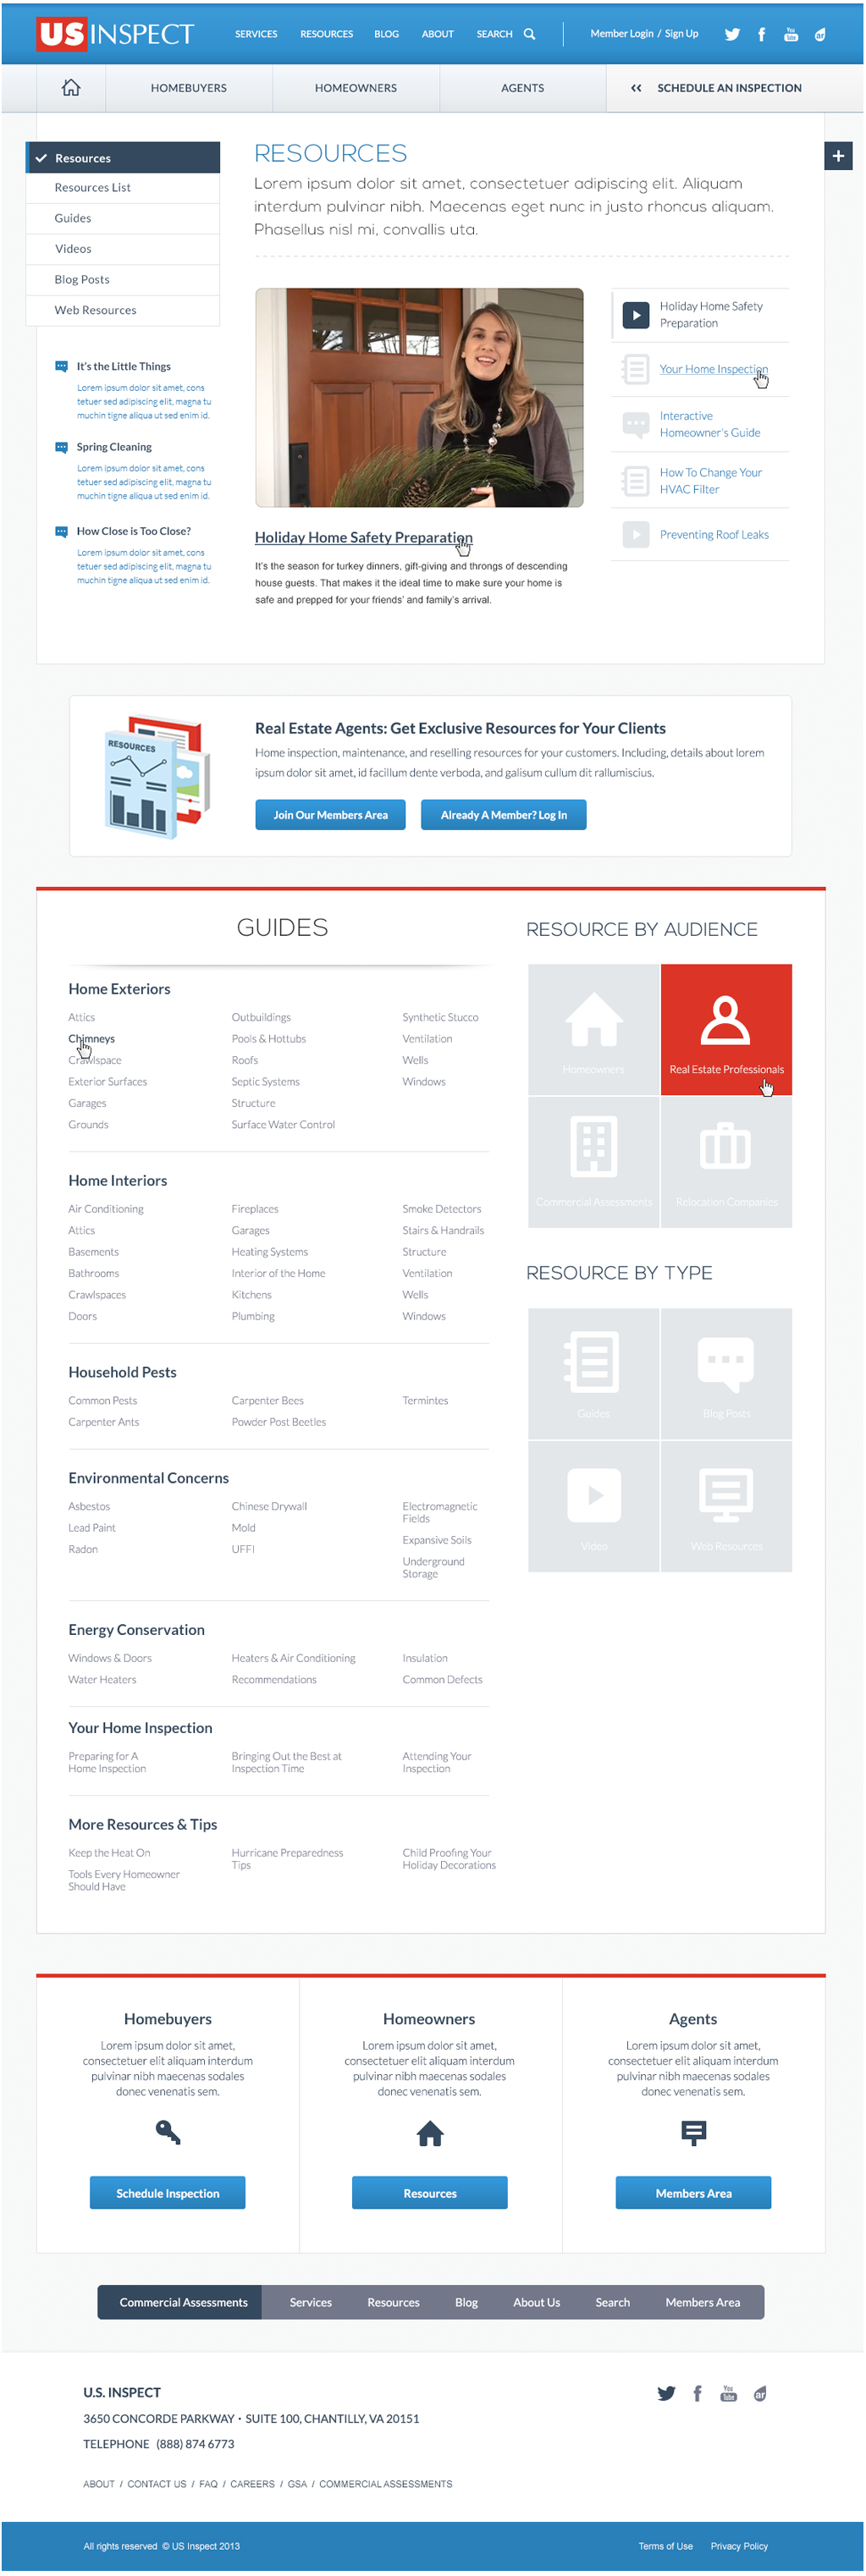 US INSPECT
SERVICES RESOURCES BLOG ABOUT SEARCH
Member Login / Sign Up
You Tube
ar
HOMEBUYERS HOMEOWNERS AGENTS
SCHEDULE AN INSPECTION
Resources
Resources List
Guides
Videos
Blog Posts
Web Resources
It's the Little Things
Lorem ipsum dolor sit amet, cons
tetuer sed adipiscing elit, magna tu
muchin tigne aliqua ut sed enim id.
Spring Cleaning
Lorem ipsum dolor sit amet, cons
tetuer sed adipiscing elit, magna tu
muchin tigne aliqua ut sed enim id.
How Close is Too Close?
Lorem ipsum dolor sit amet, cons
tetuer sed adipiscing elit, magna tu
muchin tigne aliqua ut sed enim id.
RESOURCES
Lorem ipsum dolor sit amet, consectetuer adipiscing elit. Aliquam
interdum pulvinar nibh. Maecenas eget nunc in justo rhoncus aliquam.
Phasellus nisl mi, convallis uta.
Holiday Home Safety Preparation
It's the season for turkey dinners, gift-giving and throngs of descending
house guests. That makes it the ideal time to make sure your home is
safe and prepped for your friends' and family's arrival.
Holiday Home Safety
Preparation
Your Home Inspection
Interactive
Homeowner's Guide
How To Change Your
HVAC Filter
Preventing Roof Leaks
RESOURCES
Real Estate Agents: Get Exclusive Resources for Your Clients
Home inspection, maintenance, and reselling resources for your customers. Including, details about lorem
ipsum dolor sit amet, id facillum dente verboda, and galisum cullum dit rallumiscius.
Join Our Members Area
Already A Member? Log In
GUIDES
Home Exteriors
Attics Outbuildings Synthetic Stucco
Chimneys Pools & Hottubs Ventilation
Crawlspace Roofs Wells
Exterior Surfaces Septic Systems Windows
Garages Structure
Grounds Surface Water Control
Home Interiors
Air Conditioning Fireplaces Smoke Detectors
Attics Garages Stairs & Handrails
Basements Heating Systems Structure
Bathrooms Interior of the Home Ventilation
Crawlspaces Kitchens Wells
Doors Plumbing Windows
Household Pests
Common Pests Carpenter Bees Termintes
Carpenter Ants Powder Post Beetles
Environmental Concerns
Asbestos
Lead Paint
Radon
Chinese Drywall
Mold
UFFI
Electromagnetic
Fields
Expansive Soils
Underground
Storage
Energy Conservation
Windows & Doors Heaters & Air Conditioning Insulation
Water Heaters Recommendations Common Defects
Your Home Inspection
Preparing for A
Home Inspection
Bringing Out the Best at
Inspection Time
Attending Your
Inspection
More Resources & Tips
Keep the Heat On
Tools Every Homeowner
Should Have
Hurricane Preparedness
Tips
Child Proofing Your
Holiday Decorations
RESOURCE BY AUDIENCE
Homeowners
Real Estate Professionals
Commercial Assessments
Relocation Companies
RESOURCE BY TYPE
Guides
Blog Posts
Video
Web Resources
Homebuyers
Lorem ipsum dolor sit amet,
consectetuer elit aliquam interdum
pulvinar nibh maecenas sodales
donec venenatis sem.
Schedule Inspection
Homeowners
Lorem ipsum dolor sit amet,
consectetuer elit aliquam interdum
pulvinar nibh maecenas sodales
donec venenatis sem.
Resources
Agents
Lorem ipsum dolor sit amet,
consectetuer elit aliquam interdum
pulvinar nibh maecenas sodales
donec venenatis sem.
Members Area
Commercial Assessments Services Resources Blog About Us Search Members Area
U.S. INSPECT
3650 CONCORDE PARKWAY • SUITE 100, CHANTILLY, VA 20151
TELEPHONE (888) 874 6773
You Tube
ar
ABOUT / CONTACT US / FAQ / CAREERS / GSA / COMMERCIAL ASSESSMENTS
All rights reserved © US Inspect 2013
Terms of Use Privacy Policy